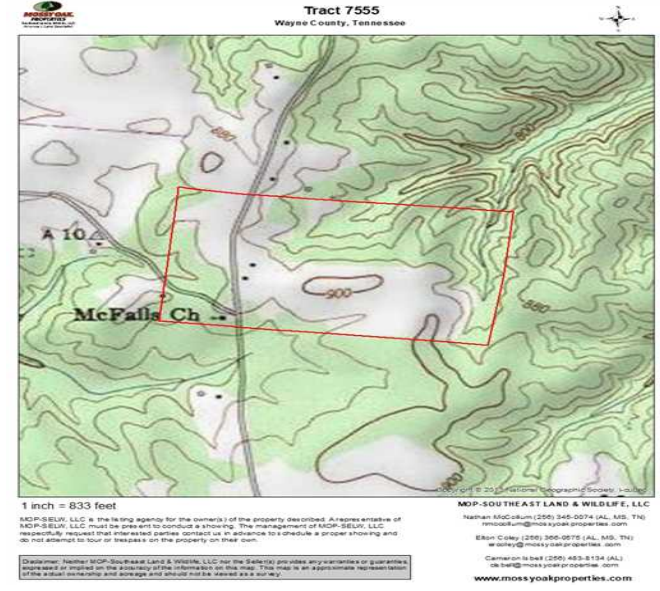 MOSSY OAK
PROPERTIES
Tract 7555
Wayne County, Tennessee
880
800
A 10
900
McFalls Ch
850
900
Copyright © 2013 National Geographic Society, i-cubed
1 inch = 833 feet
MOP-SELW, LLC is the listing agency for the owner(s) of the property described. A representative of
MOP-SELW, LLC must be present to conduct a showing. The management of MOP-SELW, LLC
respectfully request that interested parties contact us in advance to schedule a proper showing and
do not attempt to tour or trespass on the property on their own.
Disclaimer: Neither MOP-Southeast Land & Wildlife, LLC nor the Seller(s) provides any warranties or guaranties,
expressed or implied on the accuracy of the information on this map. This map is an approximate representation
of the actual ownership and acreage and should not be viewed as a survey.
MOP-SOUTHEAST LAND & WILDLIFE, LLC
Nathan McCollum (256) 345-0074 (AL, MS, TN)
nmccollum@mossyoakproperties.com
Elton Coley (256) 366-0575 (AL, MS, TN)
ecoley@mossyoakproperties.com
Cameron Isbell (256) 483-8134 (AL)
cisbell@mossyoakproperties.com
www.mossyoakproperties.com